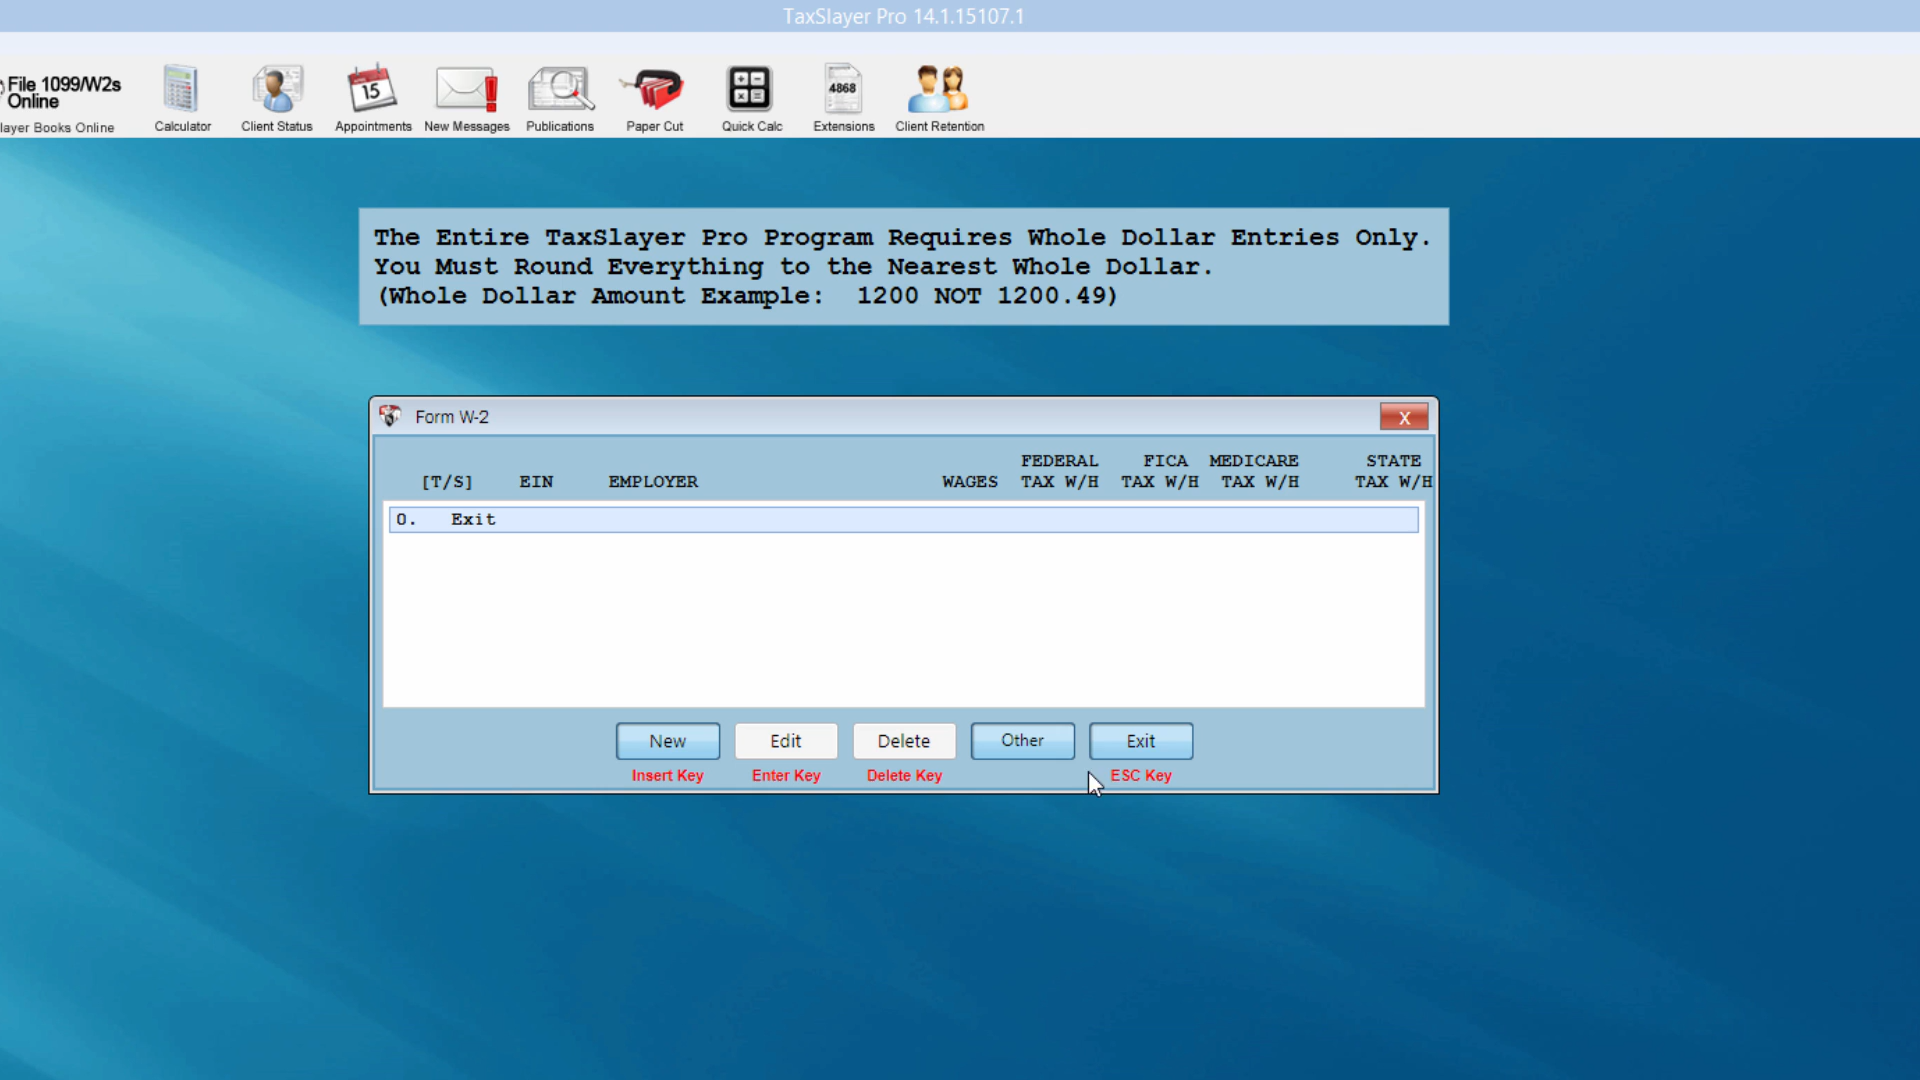 TaxSlayer Pro 14.1.15107.1
File 1099/W2s
Online
layer Books Online
Calculator
Client Status
15
Appointments
New Messages
Publications
Paper Cut
Quick Calc
4868
Extensions
Client Retention
The Entire TaxSlayer Pro Program Requires Whole Dollar Entries Only.
You Must Round Everything to the Nearest Whole Dollar.
(Whole Dollar Amount Example:  1200 NOT 1200.49)
Form W-2
X
FEDERAL FICA MEDICARE STATE
[T/S] EIN EMPLOYER WAGES TAX W/H TAX W/H TAX W/H TAX W/H
0. Exit
New Edit Delete Other Exit
Insert Key Enter Key Delete Key ESC Key